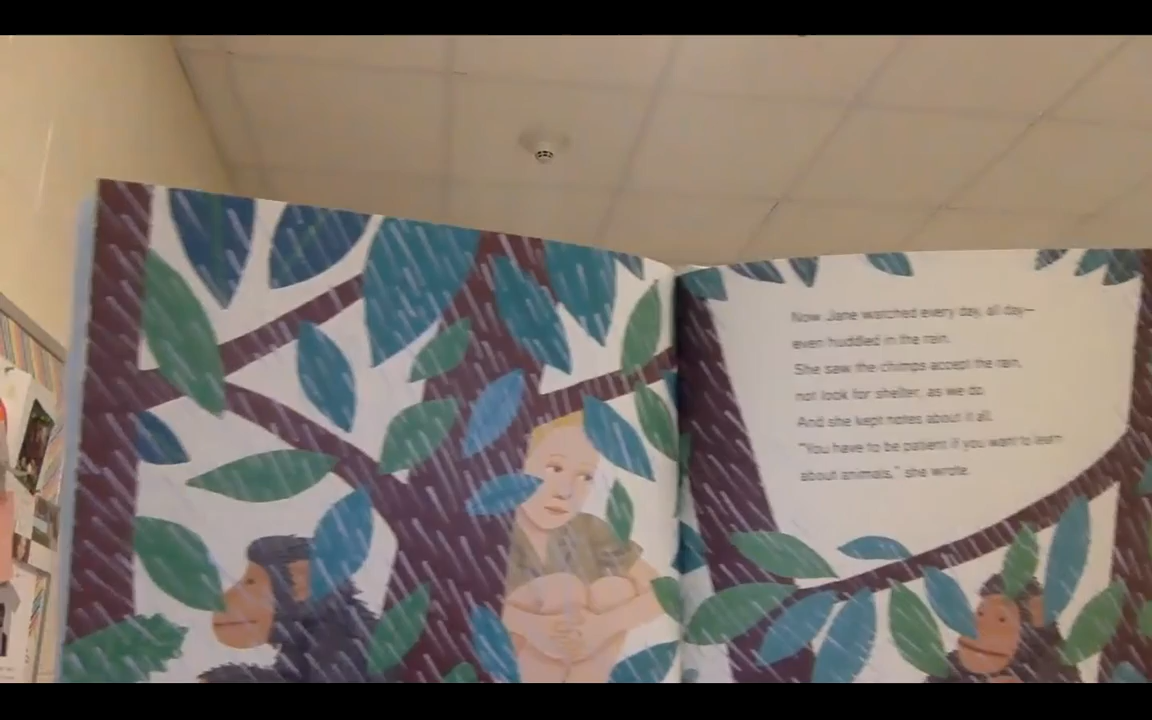 Now Jane watched every day, all day—
even huddled in the rain.
She saw the chimps accept the rain,
not look for shelter, as we do.
And she kept notes about it all.
"You have to be patient if you want to learn
about animals," she wrote.